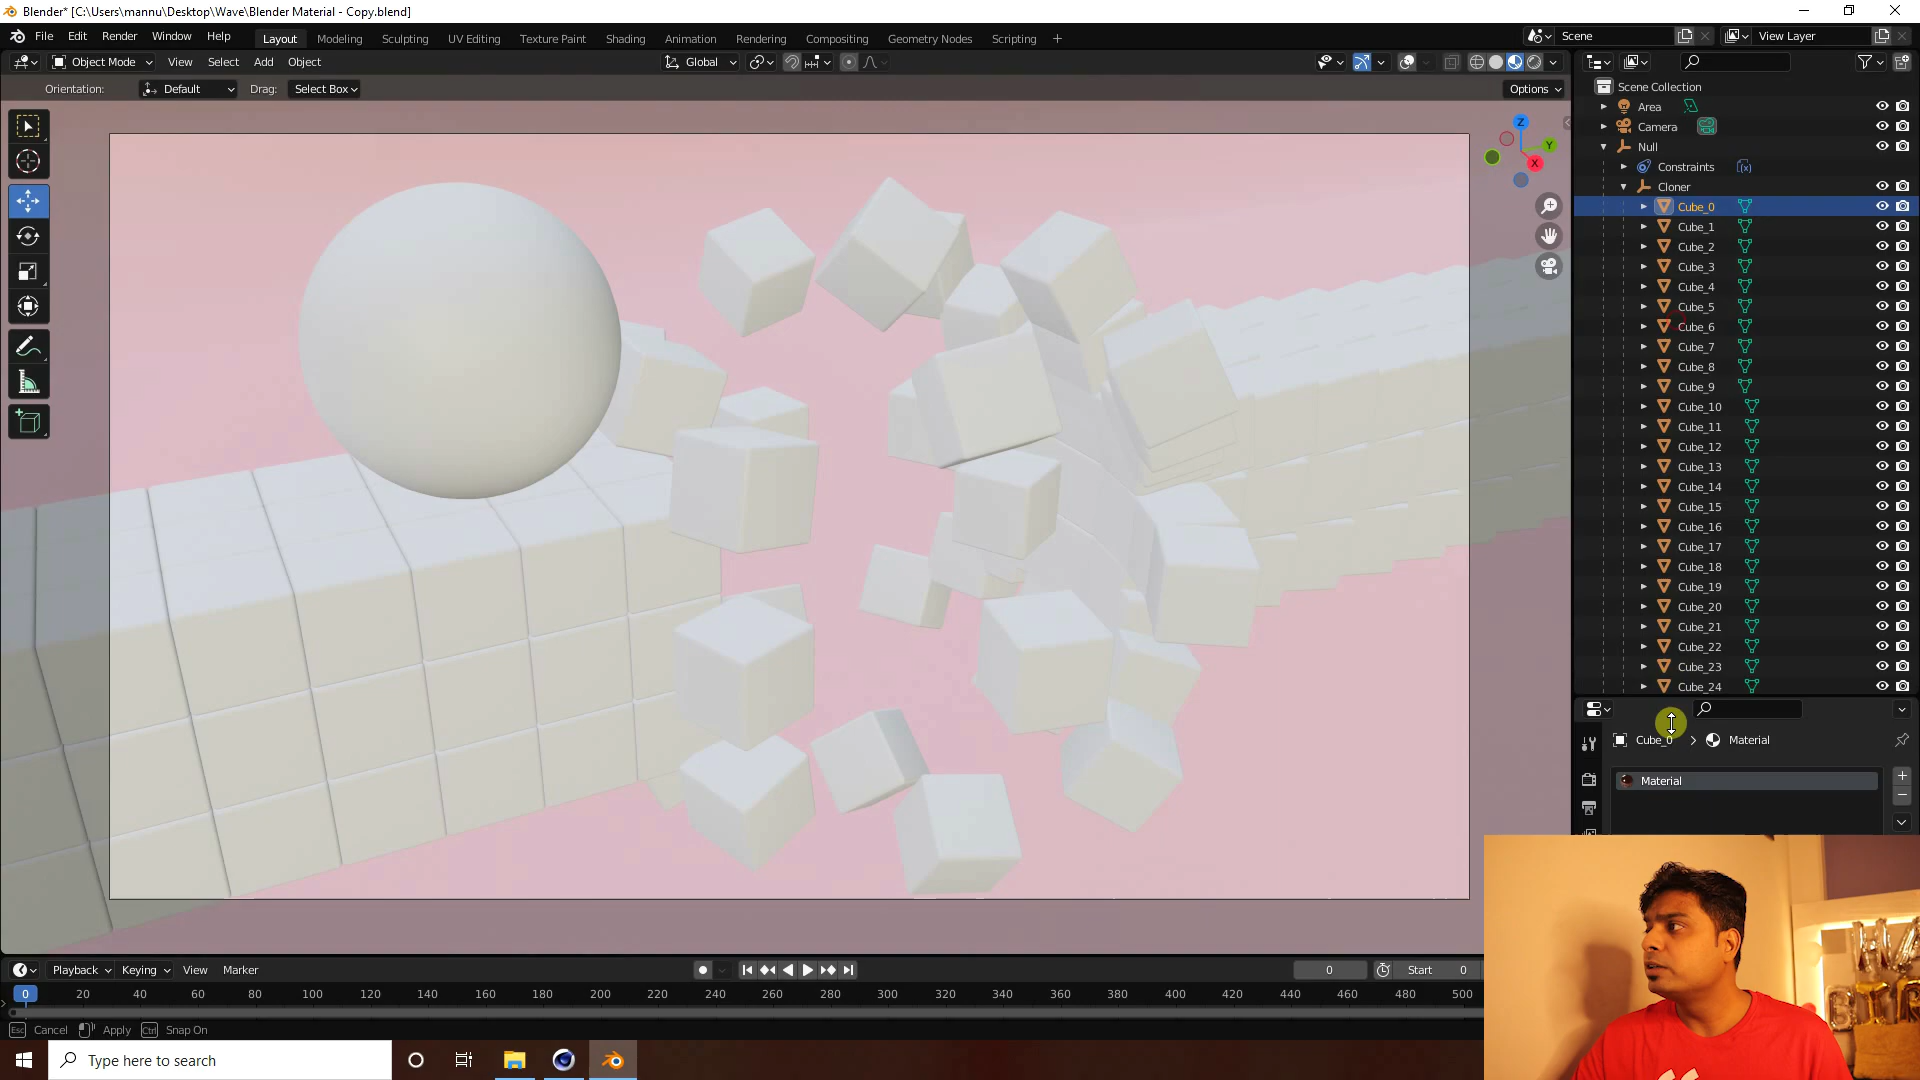 Blender* [C:\Users\mannu\Desktop\Wave\Blender Material - Copy.blend]
File Edit Render Window Help Layout Modeling Sculpting UV Editing Texture Paint Shading Animation Rendering Compositing Geometry Nodes Scripting + Scene View Layer
Object Mode View Select Add Object Global
Orientation: Default Drag: Select Box Options
Scene Collection
Area
Camera
Null
Constraints
Cloner
Cube_0
Cube_1
Cube_2
Cube_3
Cube_4
Cube_5
Cube_6
Cube_7
Cube_8
Cube_9
Cube_10
Cube_11
Cube_12
Cube_13
Cube_14
Cube_15
Cube_16
Cube_17
Cube_18
Cube_19
Cube_20
Cube_21
Cube_22
Cube_23
Cube_24
Z
Y
X
Cube_0 > Material
Material
Playback Keying View Marker 0 Start 0
0 20 40 60 80 100 120 140 160 180 200 220 240 260 280 300 320 340 360 380 400 420 440 460 480 500
Esc Cancel Apply Ctrl Snap On
Type here to search